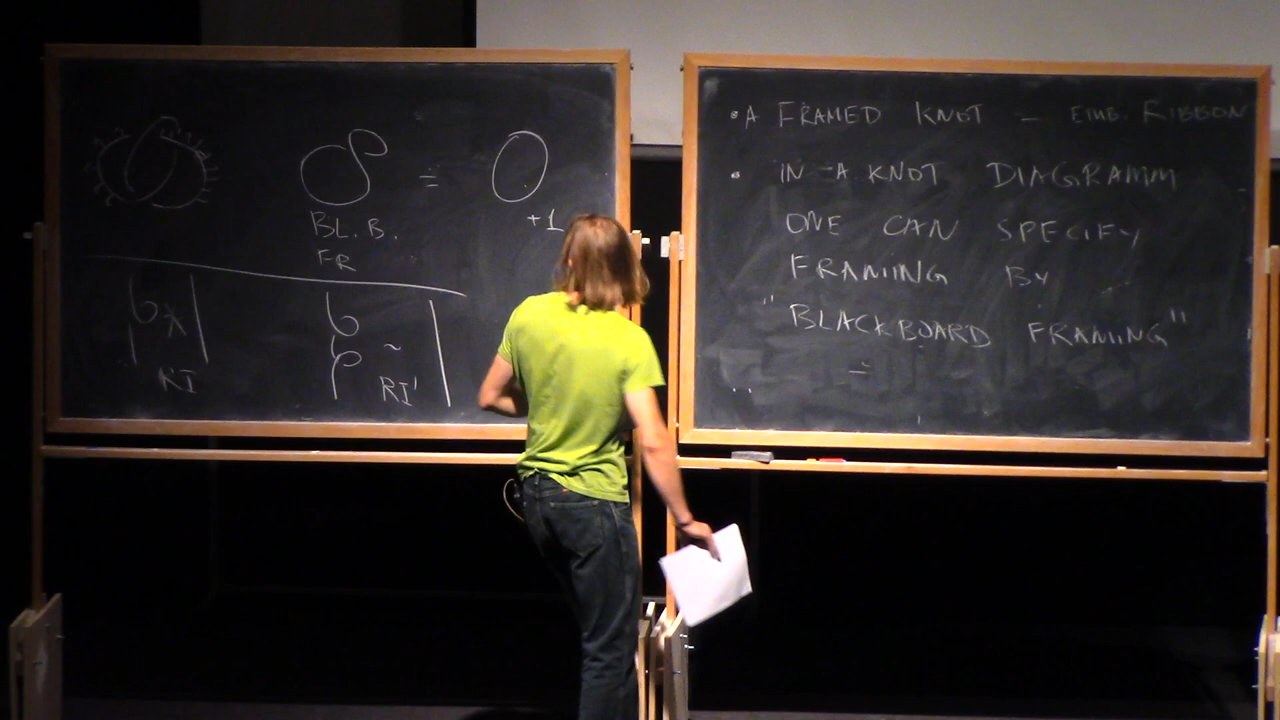 BL. B.
FR
= 
+1
RI
~
RI'
• A FRAMED KNOT – EMB. RIBBON
• IN A KNOT DIAGRAMM
ONE CAN SPECIFY
FRAMING BY
"BLACKBOARD FRAMING"